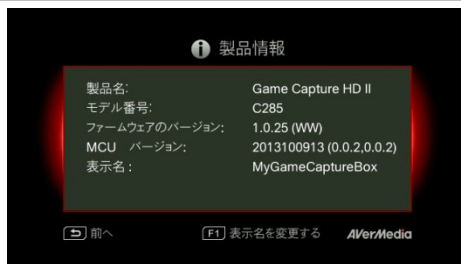 製品情報
製品名: Game Capture HD II
モデル番号: C285
ファームウェアのバージョン: 1.0.25 (WW)
MCU バージョン: 2013100913 (0.0.2,0.0.2)
表示名: MyGameCaptureBox
前へ F1 表示名を変更する AVerMedia